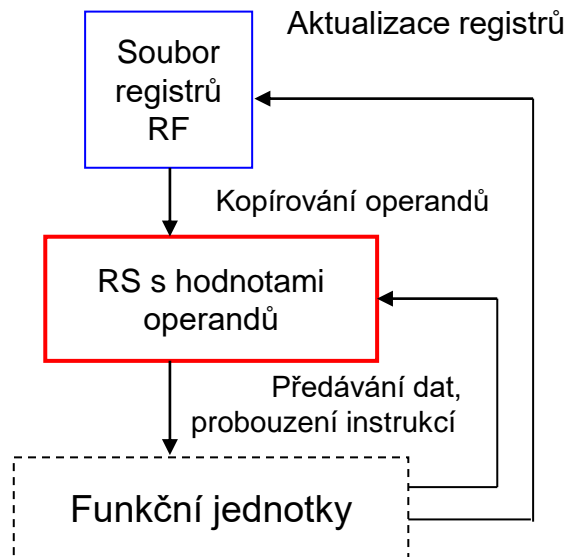 Aktualizace registrů
Soubor
registrů
RF
Kopírování operandů
RS s hodnotami
operandů
Předávání dat,
probouzení instrukcí
Funkční jednotky